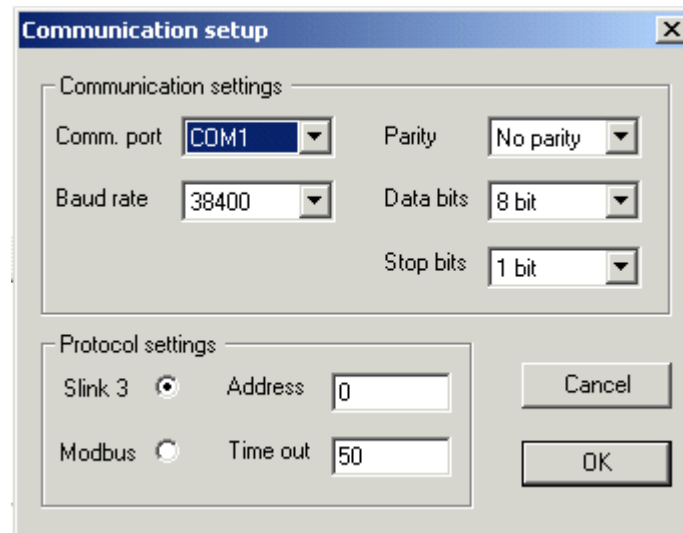 Communication setup
Communication settings
Comm. port COM1 Parity No parity
Baud rate 38400 Data bits 8 bit
Stop bits 1 bit
Protocol settings
Slink 3 Address 0 Cancel
Modbus Time out 50 OK